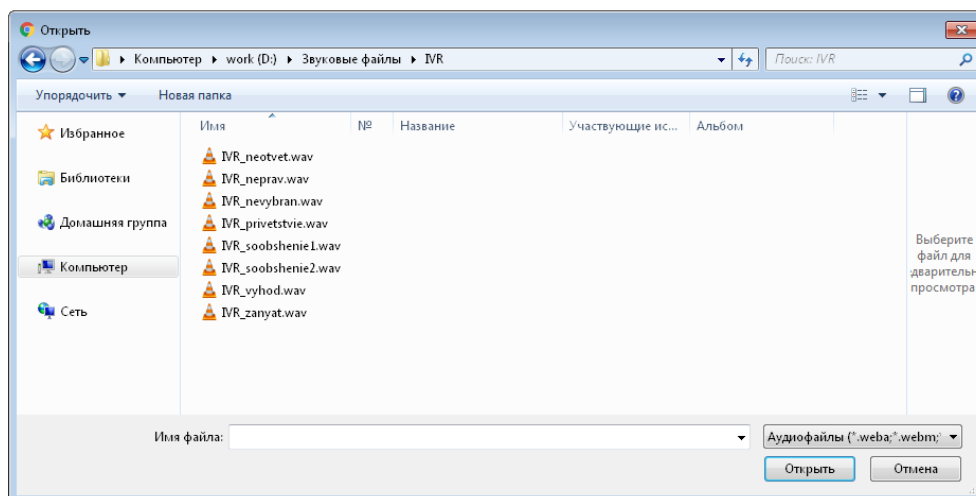 Открыть
Компьютер ▸ work (D:) ▸ Звуковые файлы ▸ IVR
Поиск: IVR
Упорядочить
Новая папка
Избранное
Библиотеки
Домашняя группа
Компьютер
Сеть
Имя № Название Участвующие ис... Альбом
IVR_neotvet.wav
IVR_neprav.wav
IVR_nevybran.wav
IVR_privetstvie.wav
IVR_soobshenie1.wav
IVR_soobshenie2.wav
IVR_vyhod.wav
IVR_zanyat.wav
Выберите
файл для
просмотра
Имя файла:
Аудиофайлы (*.weba;*.webm;
Открыть Отмена